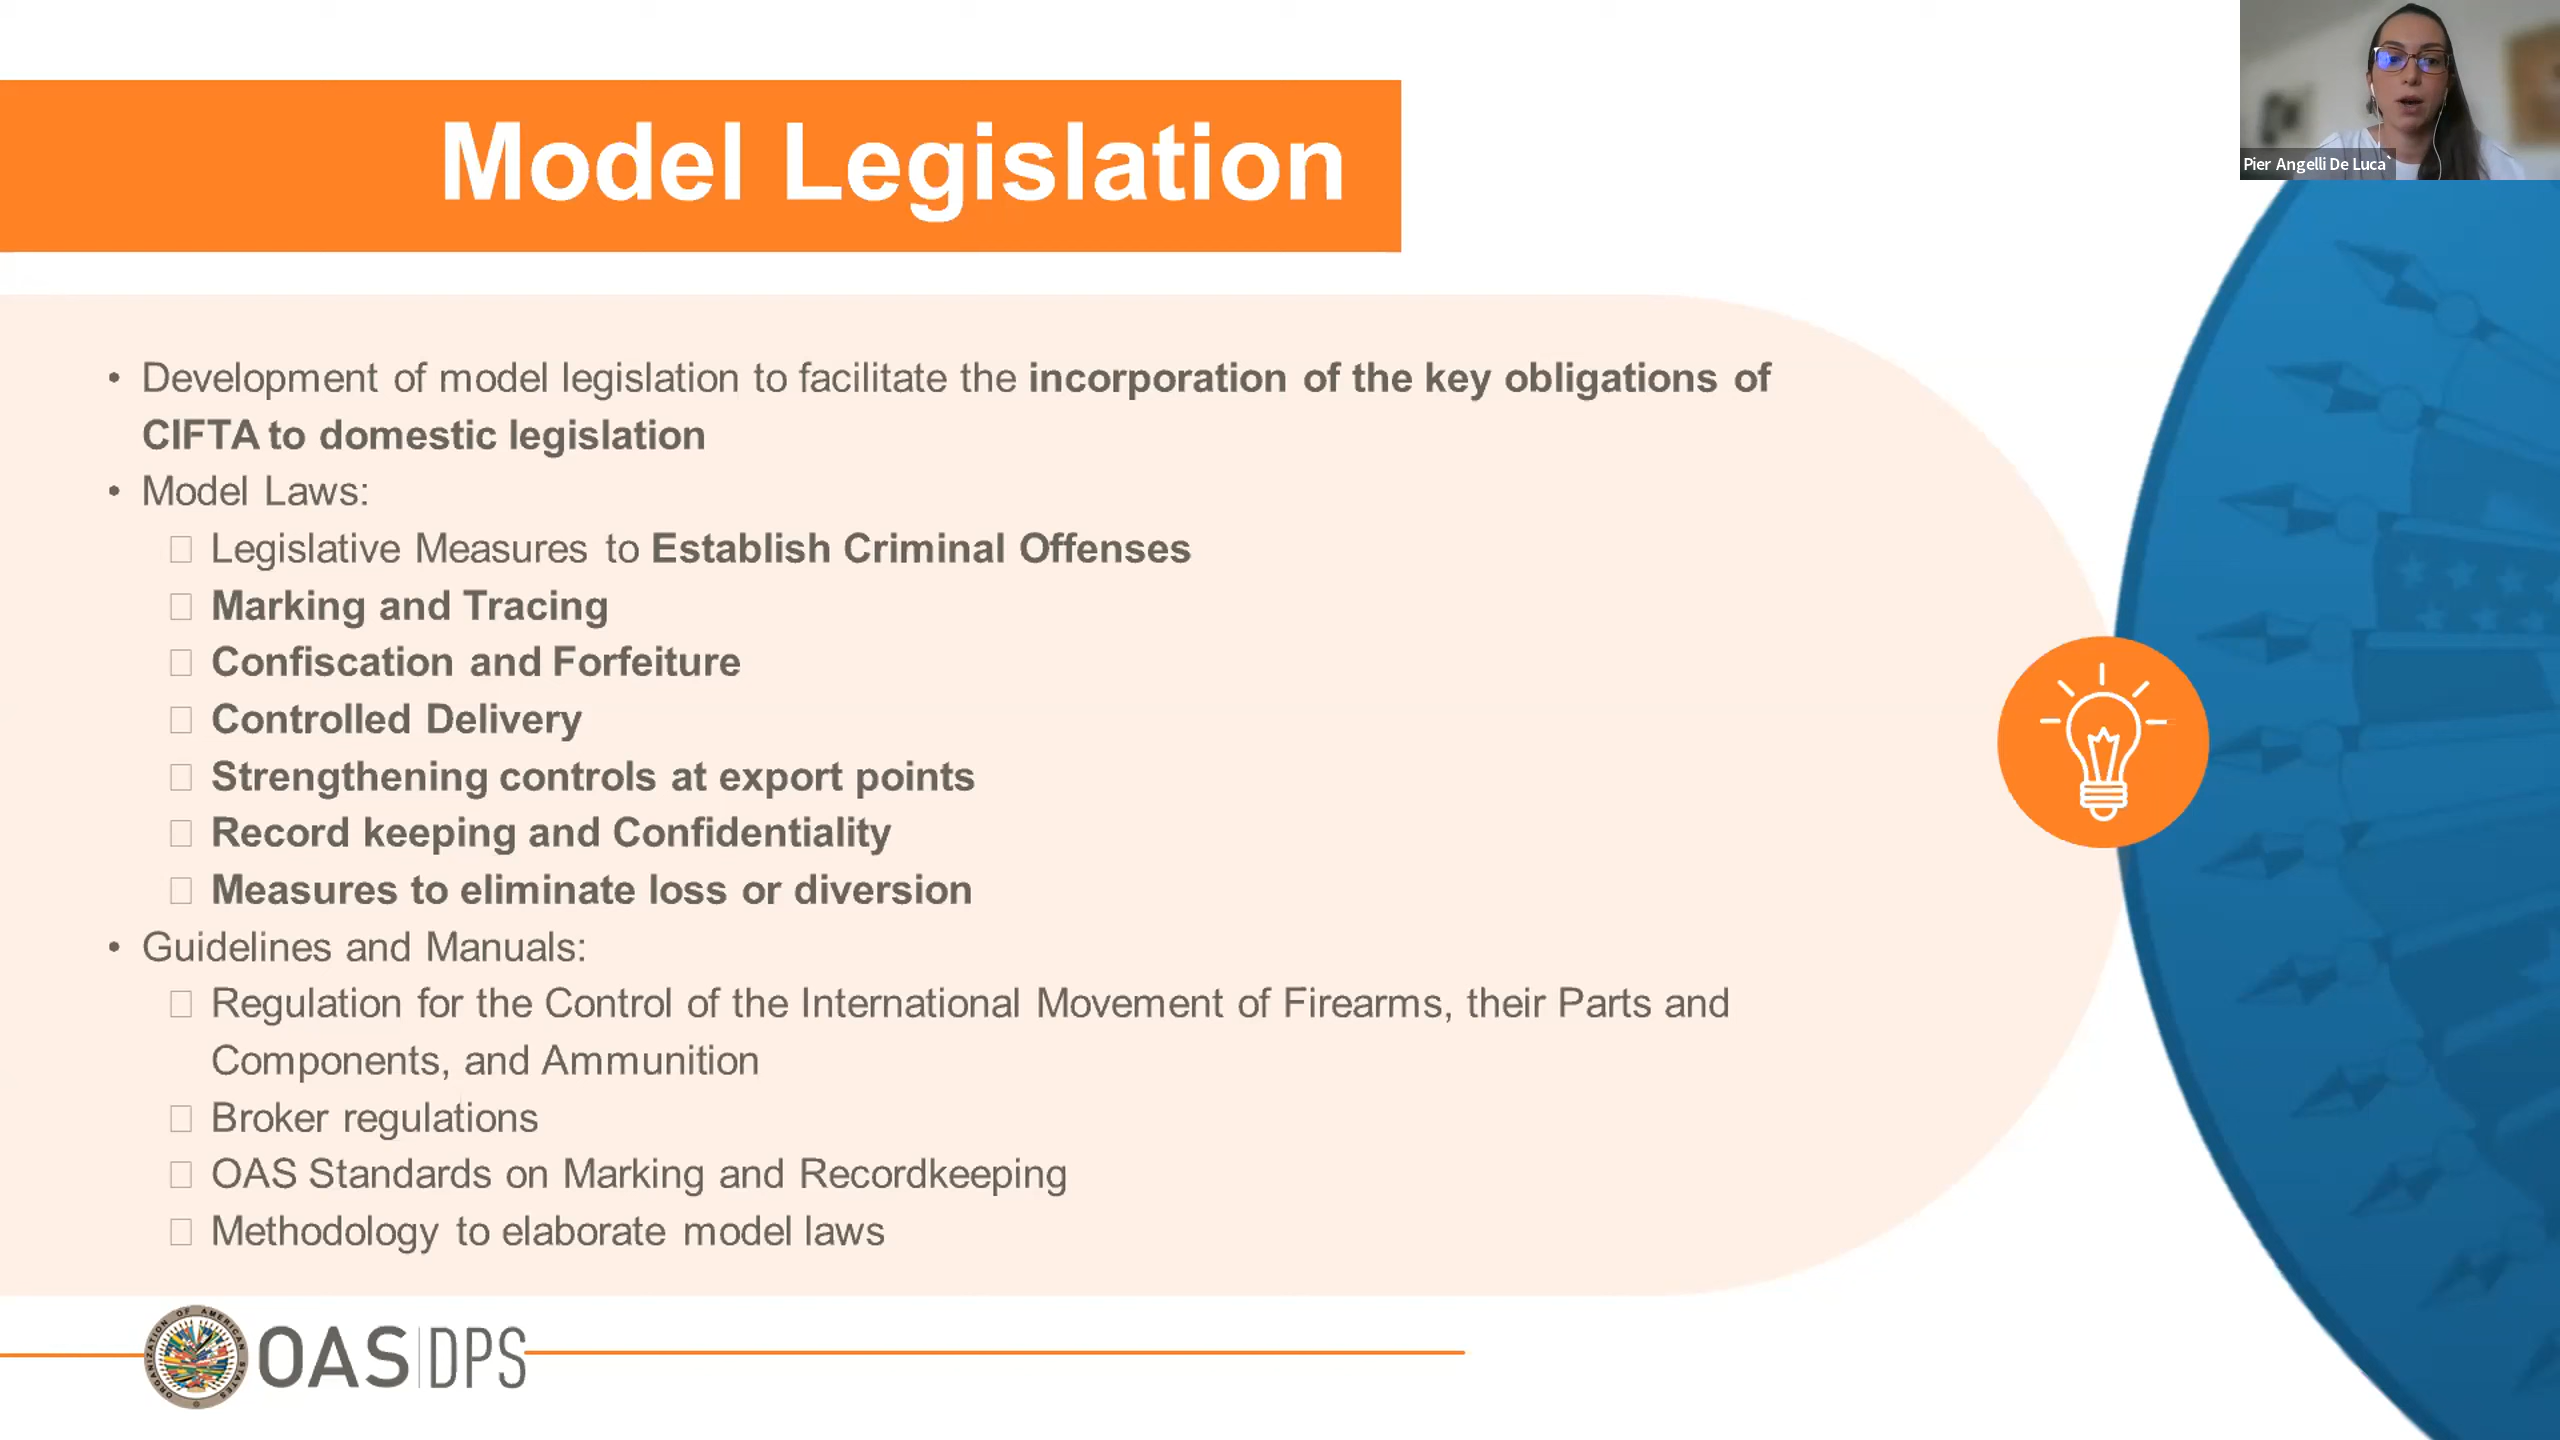 Model Legislation
Pier Angelli De Luca`
• Development of model legislation to facilitate the incorporation of the key obligations of
CIFTA to domestic legislation
• Model Laws:
Legislative Measures to Establish Criminal Offenses
Marking and Tracing
Confiscation and Forfeiture
Controlled Delivery
Strengthening controls at export points
Record keeping and Confidentiality
Measures to eliminate loss or diversion
• Guidelines and Manuals:
Regulation for the Control of the International Movement of Firearms, their Parts and
Components, and Ammunition
Broker regulations
OAS Standards on Marking and Recordkeeping
Methodology to elaborate model laws
ORGANIZATION OF AMERICAN STATES
OAS|DPS